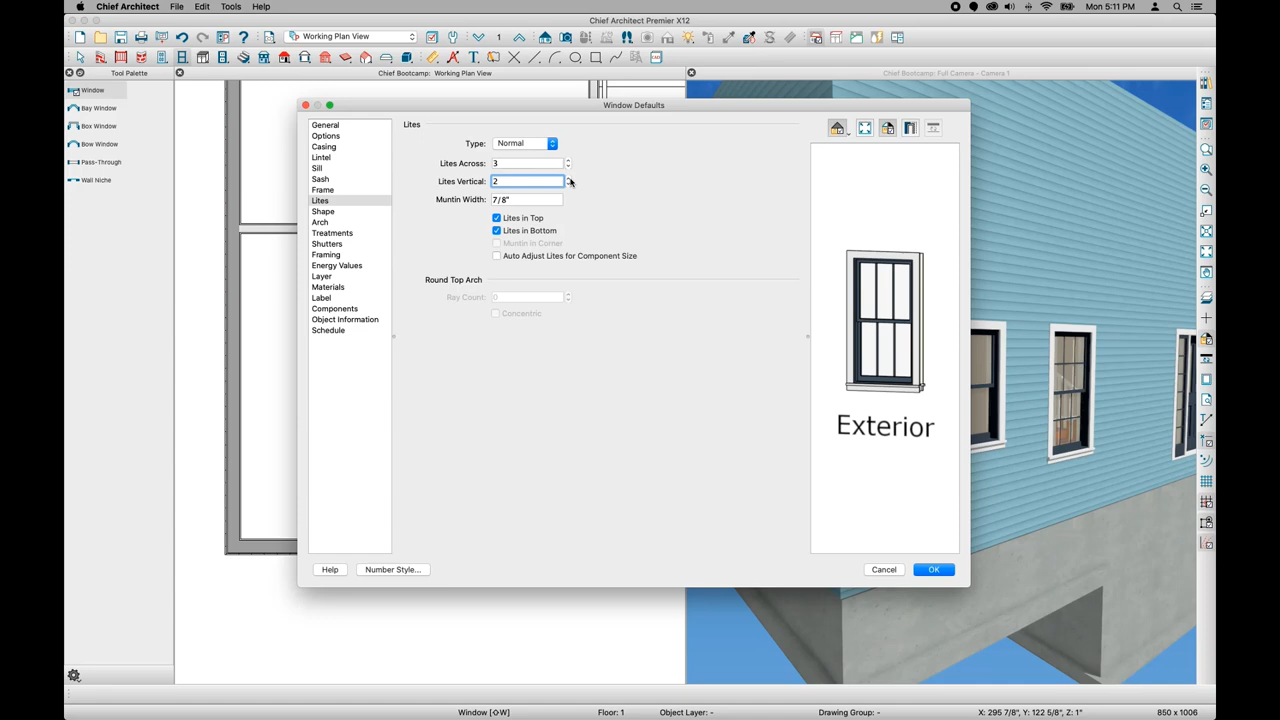 Chief Architect File Edit Tools Help
Mon 5:11 PM
Chief Architect Premier X12
Working Plan View
1
Tool Palette
Chief Bootcamp: Working Plan View
Chief Bootcamp: Full Camera - Camera 1
Window
Bay Window
Box Window
Bow Window
Pass-Through
Wall Niche
Window Defaults
General
Options
Casing
Lintel
Sill
Sash
Frame
Lites
Shape
Arch
Treatments
Shutters
Framing
Energy Values
Layer
Materials
Label
Components
Object Information
Schedule
Lites
Type: Normal
Lites Across: 3
Lites Vertical: 2
Muntin Width: 7/8"
Lites in Top
Lites in Bottom
Muntin in Corner
Auto Adjust Lites for Component Size
Round Top Arch
Ray Count: 0
Concentric
Exterior
Help
Number Style...
Cancel
OK
Window [⇧W]
Floor: 1
Object Layer: -
Drawing Group: -
X: 295 7/8", Y: 122 5/8", Z: 1"
850 x 1006